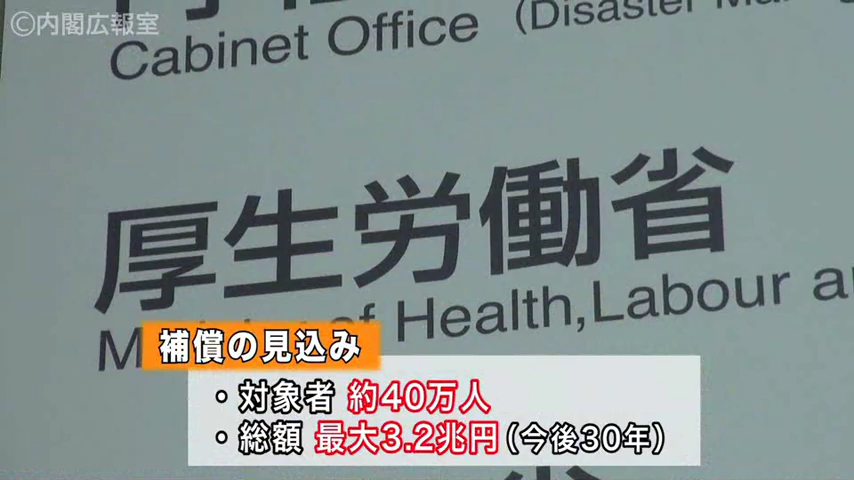 ©内閣広報室
Cabinet Office (Disaster
厚生労働省
of Health, Labour
補償の見込み
・対象者 約40万人
・総額 最大3.2兆円(今後30年)
省